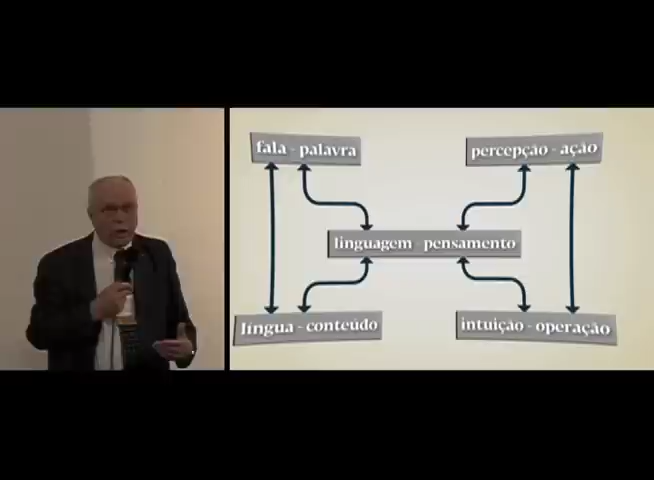 fala - palavra
percepção - ação
linguagem pensamento
língua - conteúdo
intuição - operação